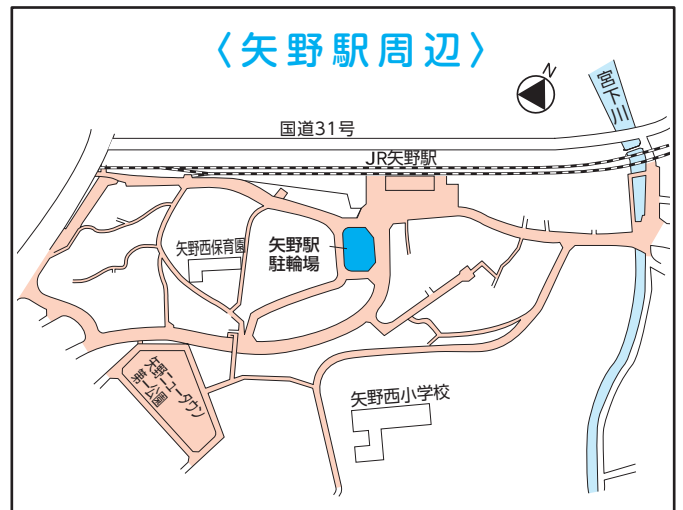 〈矢野駅周辺〉
N
宮下川
国道31号
JR矢野駅
矢野西保育園
矢野駅
駐輪場
矢野ニュータウン
第一公園
矢野西小学校